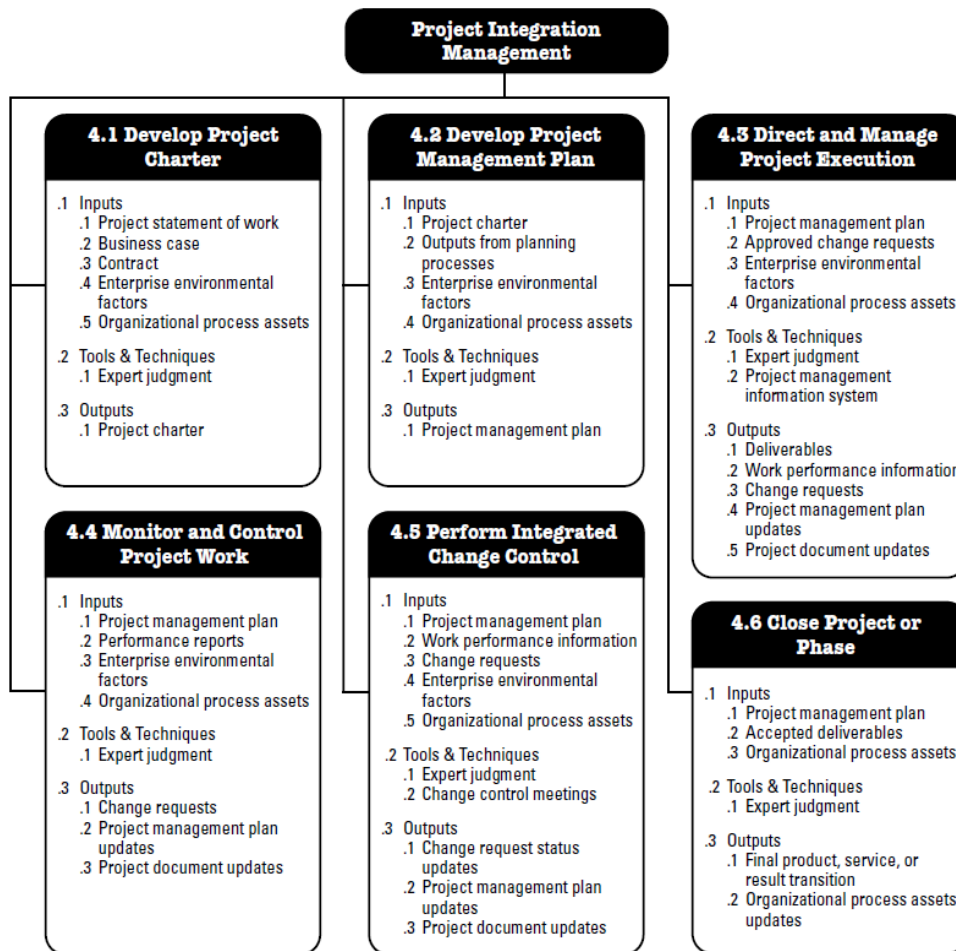 Project Integration
Management
4.1 Develop Project
Charter
.1 Inputs
.1 Project statement of work
.2 Business case
.3 Contract
.4 Enterprise environmental
factors
.5 Organizational process assets
.2 Tools & Techniques
.1 Expert judgment
.3 Outputs
.1 Project charter
4.2 Develop Project
Management Plan
.1 Inputs
.1 Project charter
.2 Outputs from planning
processes
.3 Enterprise environmental
factors
.4 Organizational process assets
.2 Tools & Techniques
.1 Expert judgment
.3 Outputs
.1 Project management plan
4.3 Direct and Manage
Project Execution
.1 Inputs
.1 Project management plan
.2 Approved change requests
.3 Enterprise environmental
factors
.4 Organizational process assets
.2 Tools & Techniques
.1 Expert judgment
.2 Project management
information system
.3 Outputs
.1 Deliverables
.2 Work performance information
.3 Change requests
.4 Project management plan
updates
.5 Project document updates
4.4 Monitor and Control
Project Work
.1 Inputs
.1 Project management plan
.2 Performance reports
.3 Enterprise environmental
factors
.4 Organizational process assets
.2 Tools & Techniques
.1 Expert judgment
.3 Outputs
.1 Change requests
.2 Project management plan
updates
.3 Project document updates
4.5 Perform Integrated
Change Control
.1 Inputs
.1 Project management plan
.2 Work performance information
.3 Change requests
.4 Enterprise environmental
factors
.5 Organizational process assets
.2 Tools & Techniques
.1 Expert judgment
.2 Change control meetings
.3 Outputs
.1 Change request status
updates
.2 Project management plan
updates
.3 Project document updates
4.6 Close Project or
Phase
.1 Inputs
.1 Project management plan
.2 Accepted deliverables
.3 Organizational process assets
.2 Tools & Techniques
.1 Expert judgment
.3 Outputs
.1 Final product, service, or
result transition
.2 Organizational process assets
updates